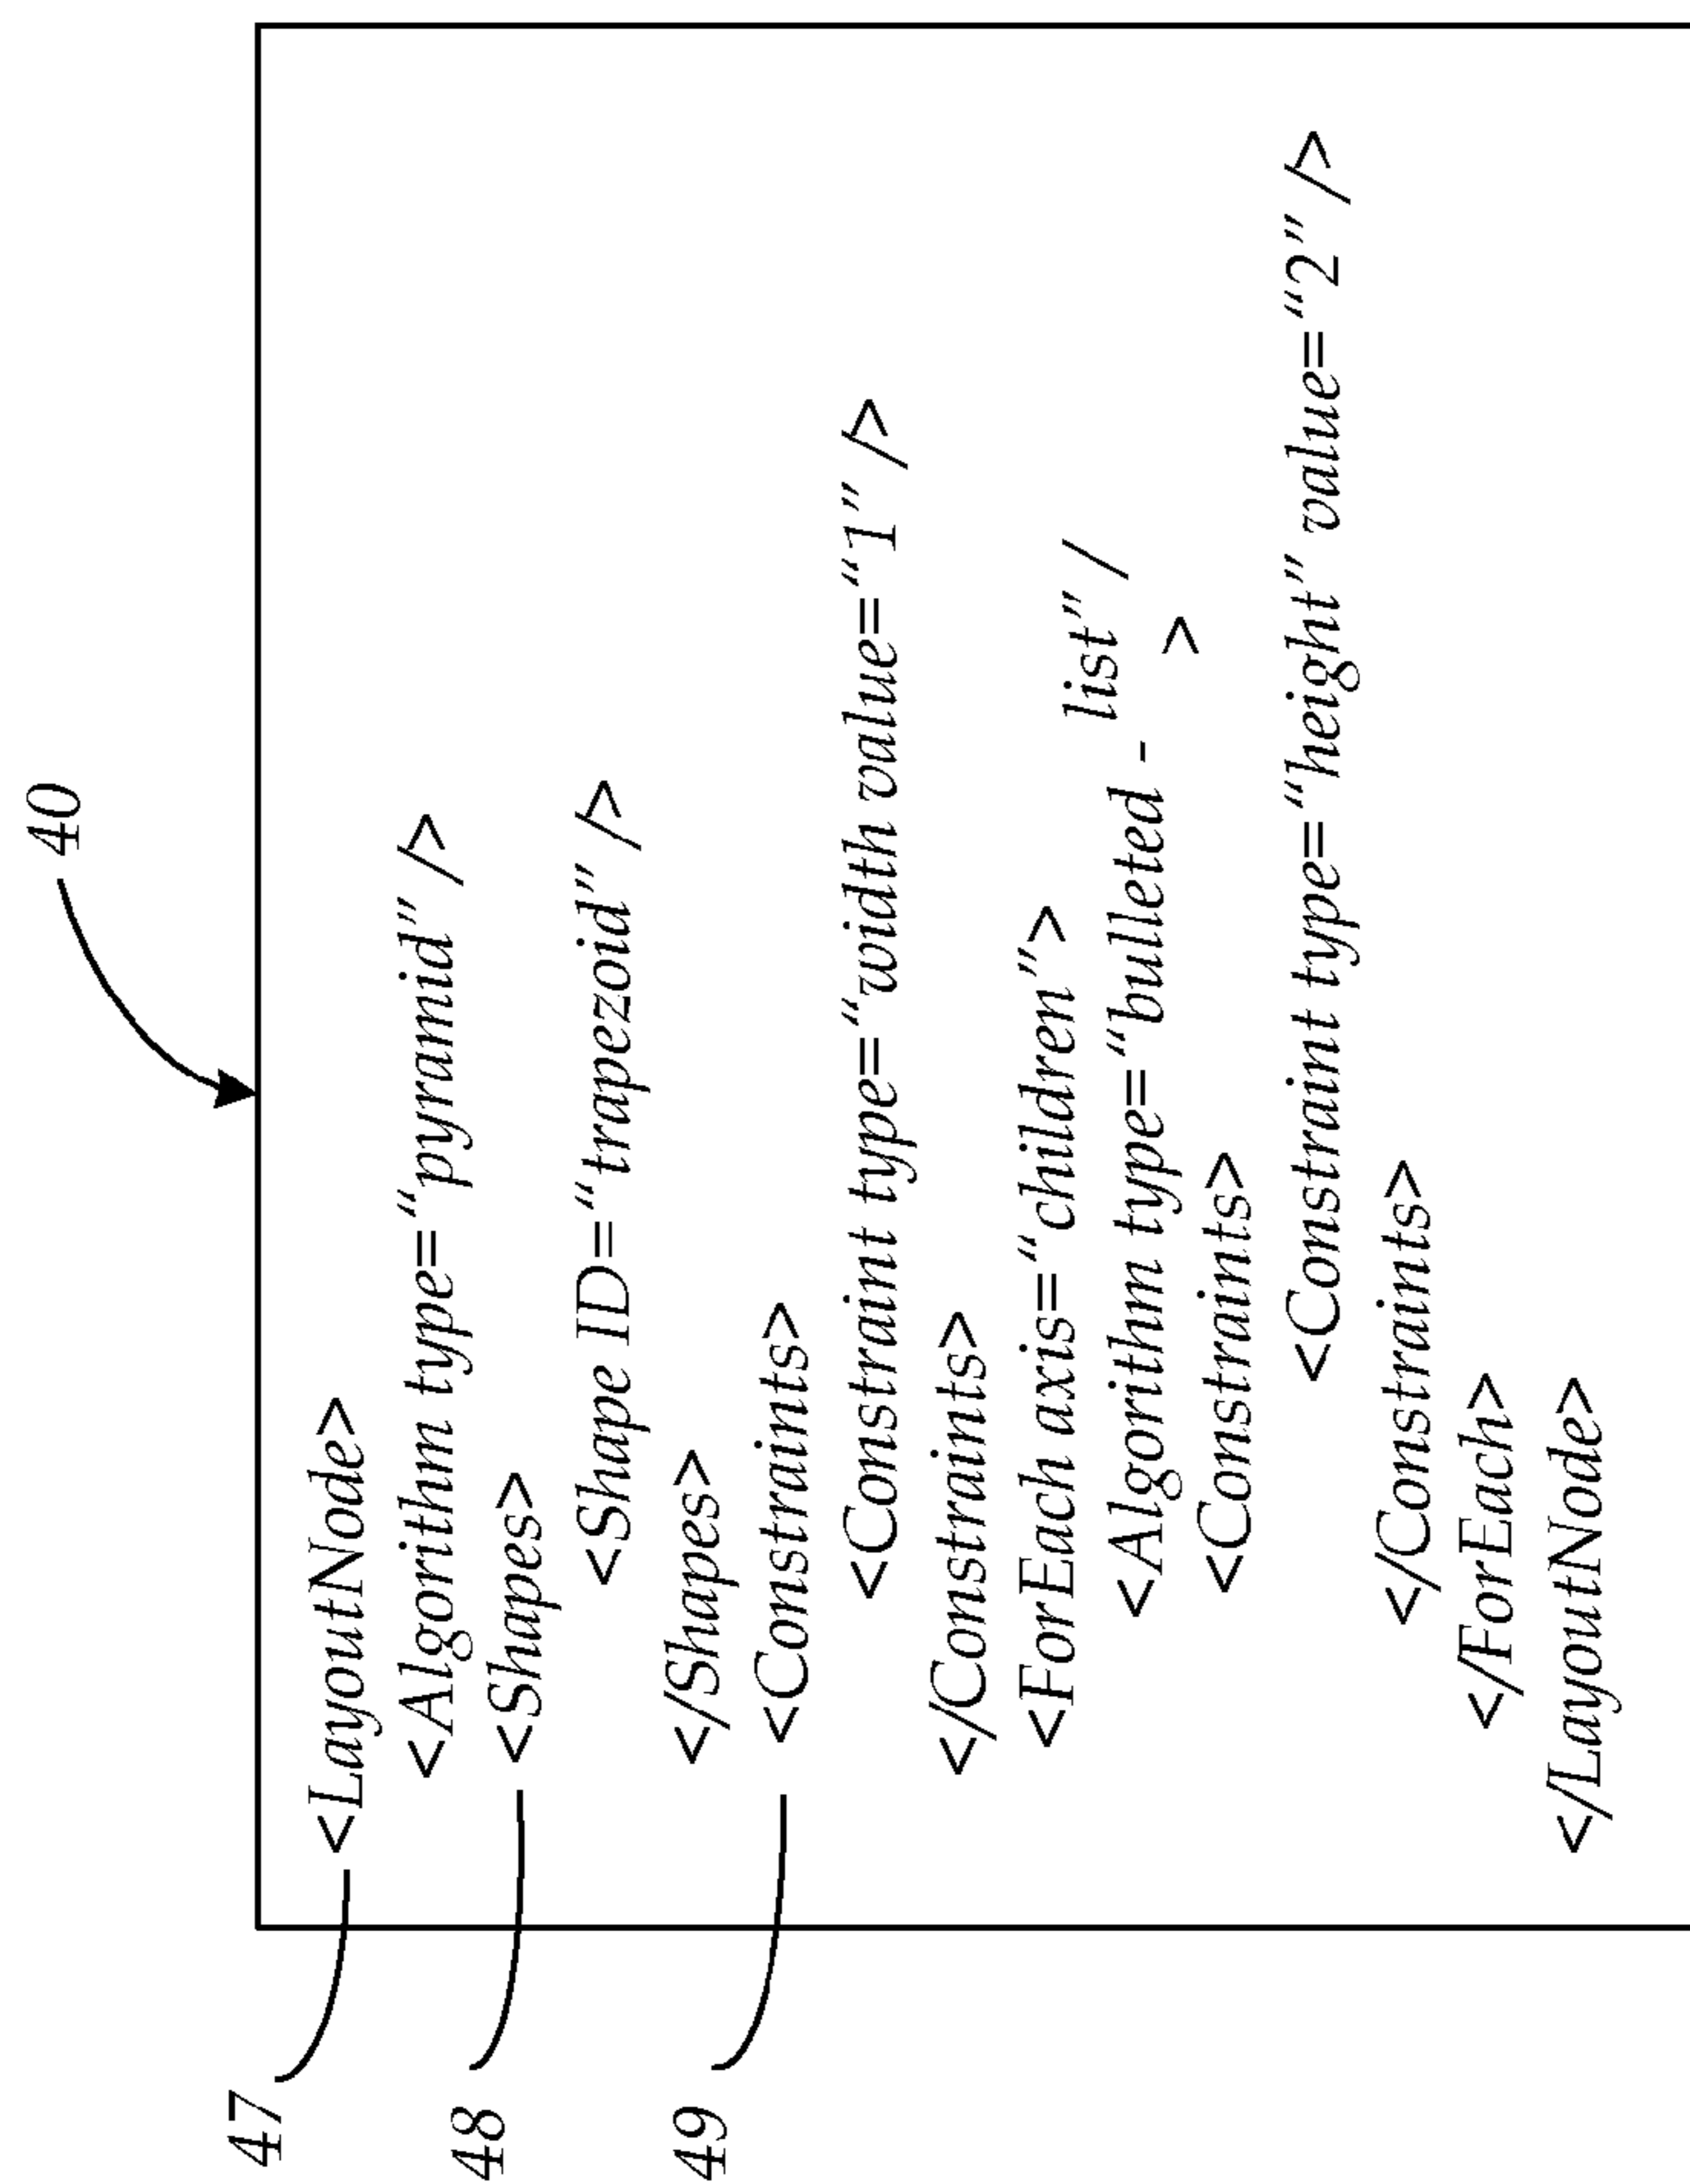 40
47
<LayoutNode>
<Algorithm type="pyramid" />
48
<Shapes>
<Shape ID="trapezoid" />
</Shapes>
49
<Constraints>
<Constraint type="width value="1" />
</Constraints>
<ForEach axis="children">
<Algorithm type="bulleted - list" /
>
<Constraints>
<Constraint type="height" value="2" />
</Constraints>
</ForEach>
</LayoutNode>